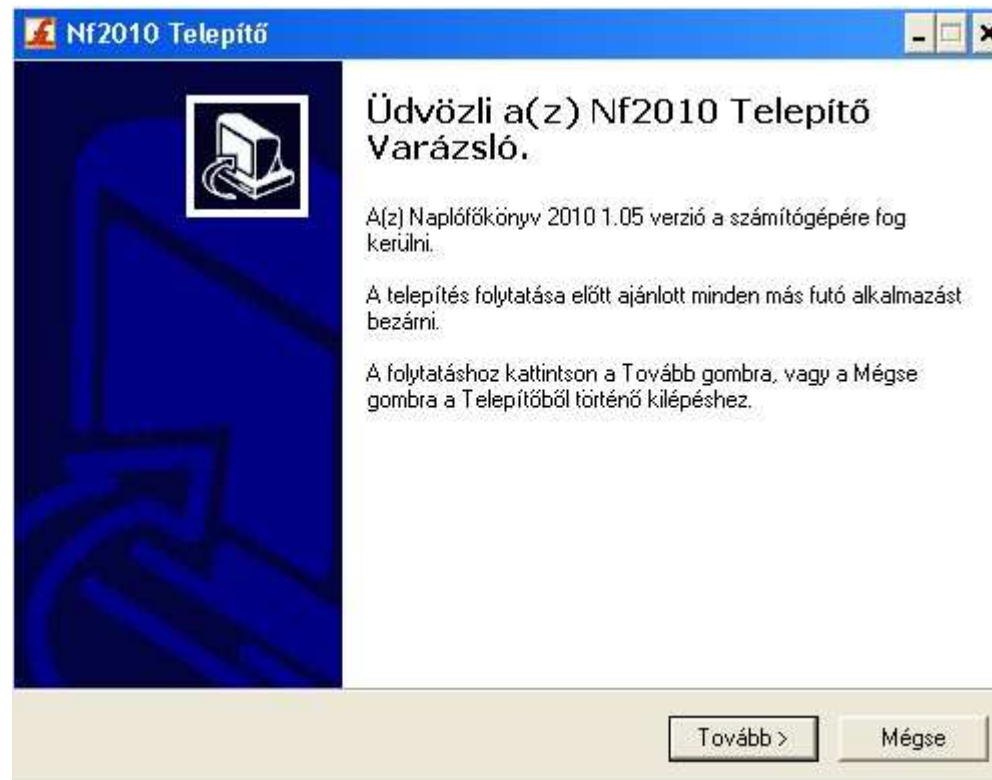 Nf2010 Telepítő
Üdvözli a(z) Nf2010 Telepítő
Varázsló.
A(z) Naplófőkönyv 2010 1.05 verzió a számítógépére fog
kerülni.
A telepítés folytatása előtt ajánlott minden más futó alkalmazást
bezárni.
A folytatáshoz kattintson a Tovább gombra, vagy a Mégse
gombra a Telepítőből történő kilépéshez.
Tovább >
Mégse